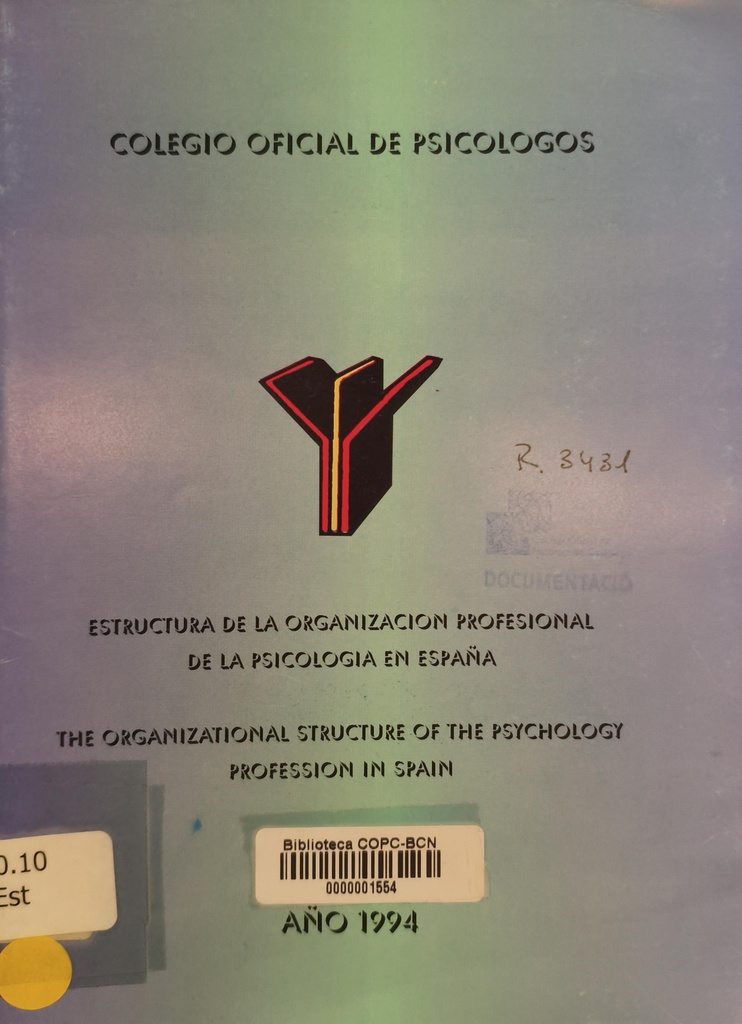 COLEGIO OFICIAL DE PSICOLOGOS
R. 3431
DOCUMENTACIÓ
ESTRUCTURA DE LA ORGANIZACION PROFESIONAL
DE LA PSICOLOGIA EN ESPAÑA
THE ORGANIZATIONAL STRUCTURE OF THE PSYCHOLOGY
PROFESSION IN SPAIN
Biblioteca COPC-BCN
0000001554
0.10
Est
AÑO 1994